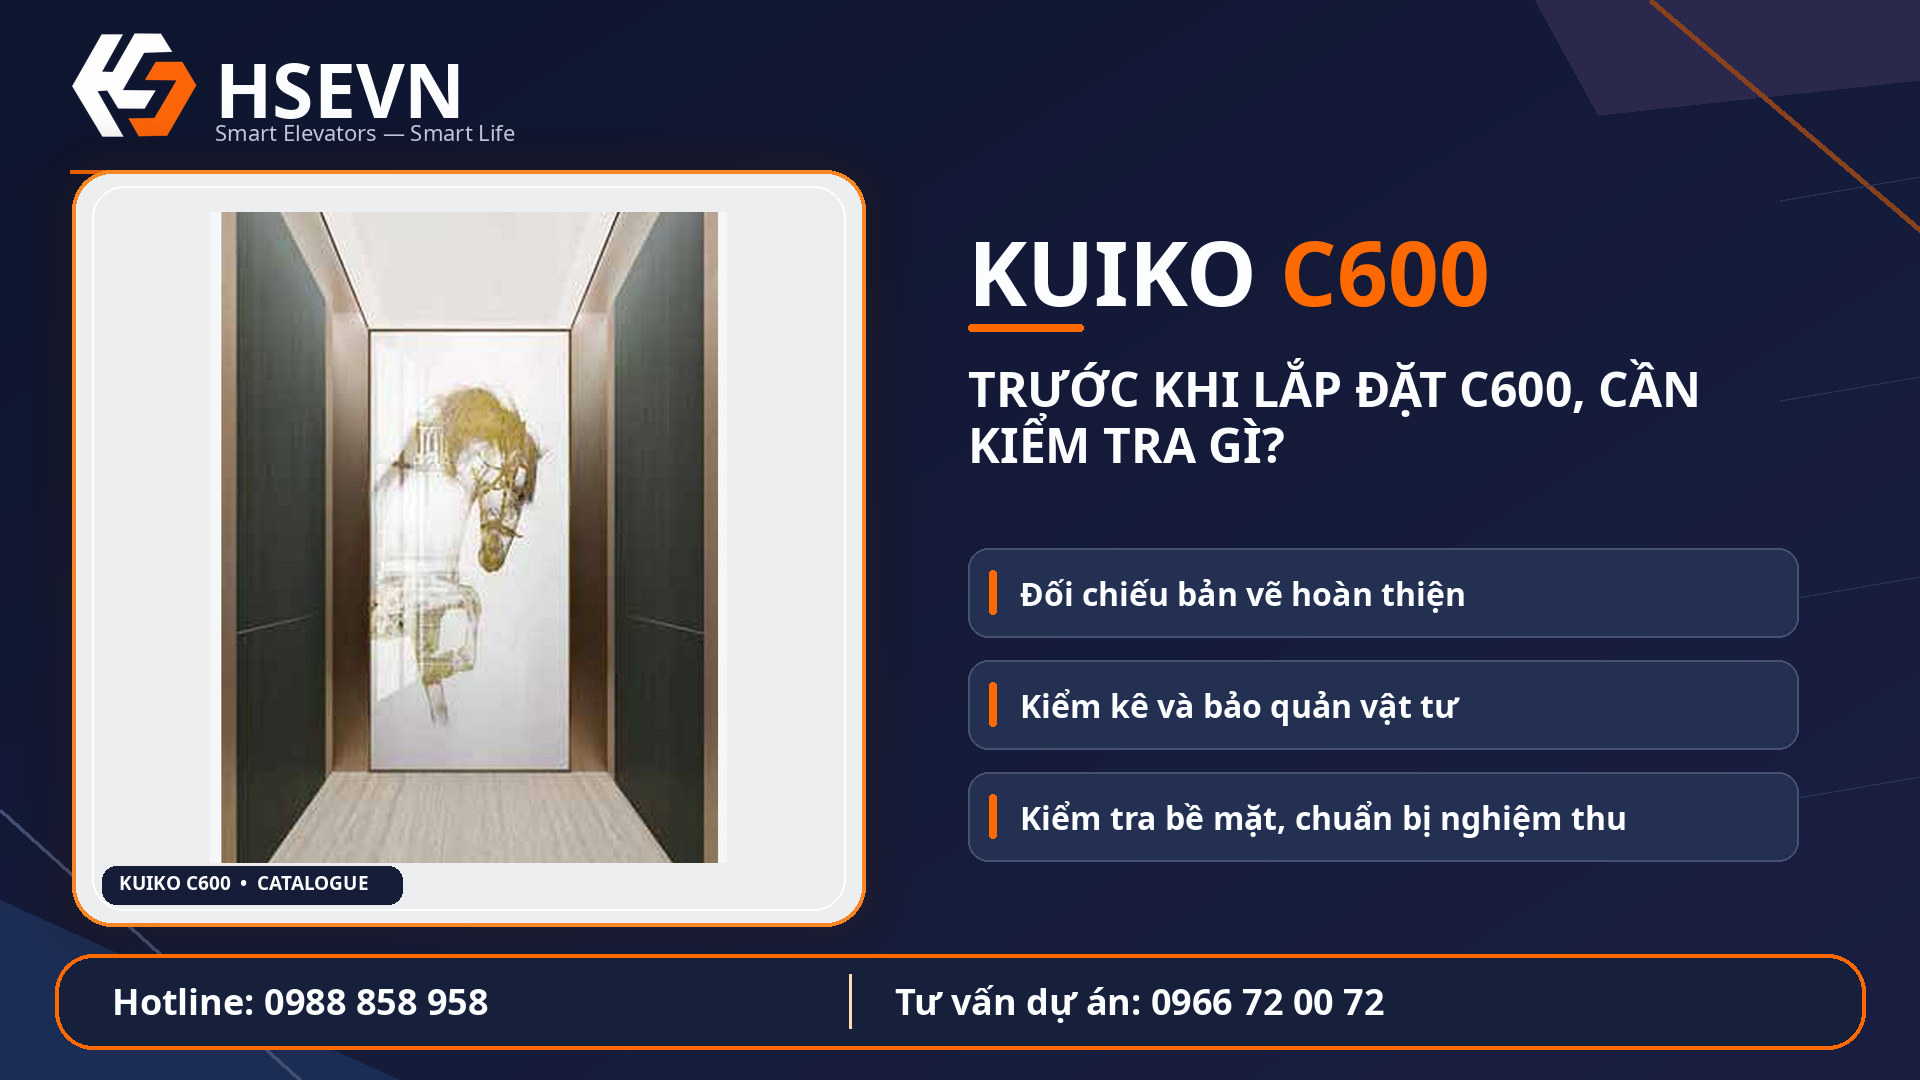 HSEVN
Smart Elevators — Smart Life
KUIKO C600
TRƯỚC KHI LẮP ĐẶT C600, CẦN
KIỂM TRA GÌ?
Đối chiếu bản vẽ hoàn thiện
Kiểm kê và bảo quản vật tư
Kiểm tra bề mặt, chuẩn bị nghiệm thu
KUIKO C600 • CATALOGUE
Hotline: 0988 858 958
Tư vấn dự án: 0966 72 00 72